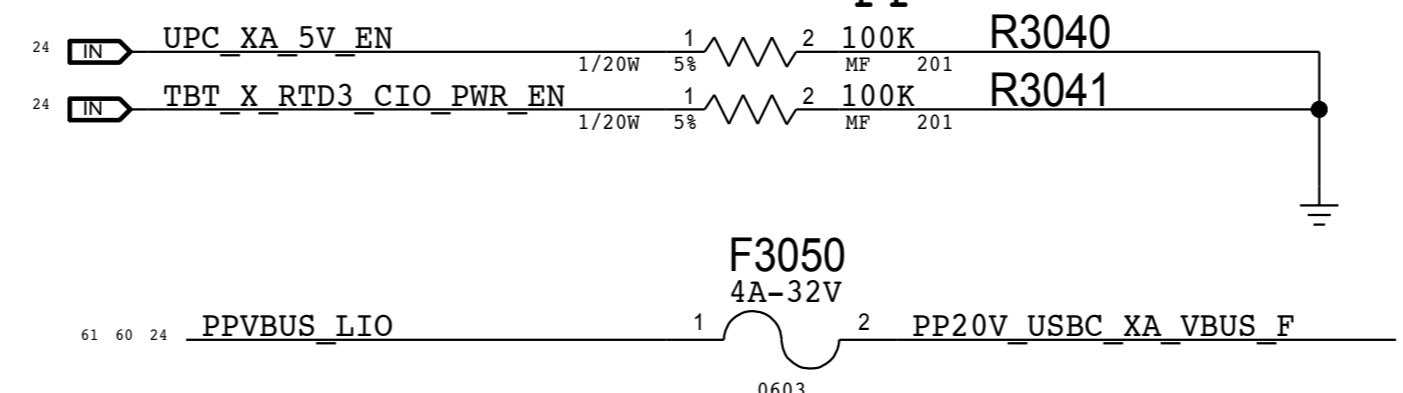 24 IN UPC_XA_5V_EN 1 2 100K R3040
1/20W 5% MF 201
24 IN TBT_X_RTD3_CIO_PWR_EN 1 2 100K R3041
1/20W 5% MF 201
F3050
4A-32V
61 60 24 PPVBUS_LIO 1 2 PP20V_USBC_XA_VBUS_F
0603